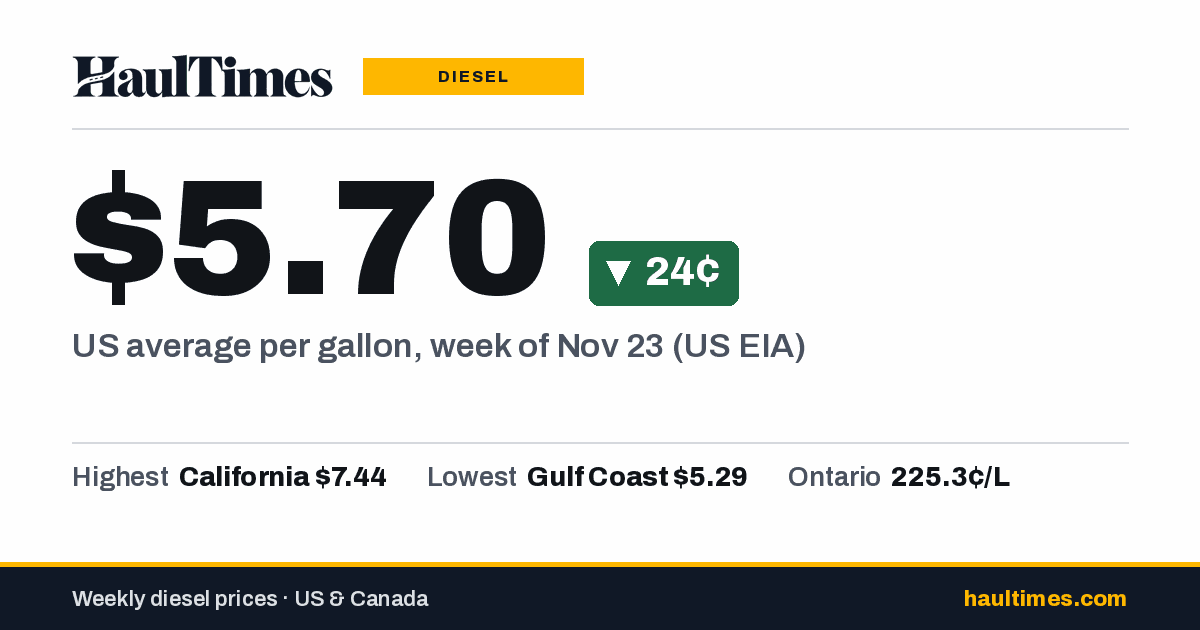 HaulTimes DIESEL
$5.70 ▼ 24¢
US average per gallon, week of Nov 23 (US EIA)
Highest California $7.44 Lowest Gulf Coast $5.29 Ontario 225.3¢/L
Weekly diesel prices · US & Canada haultimes.com